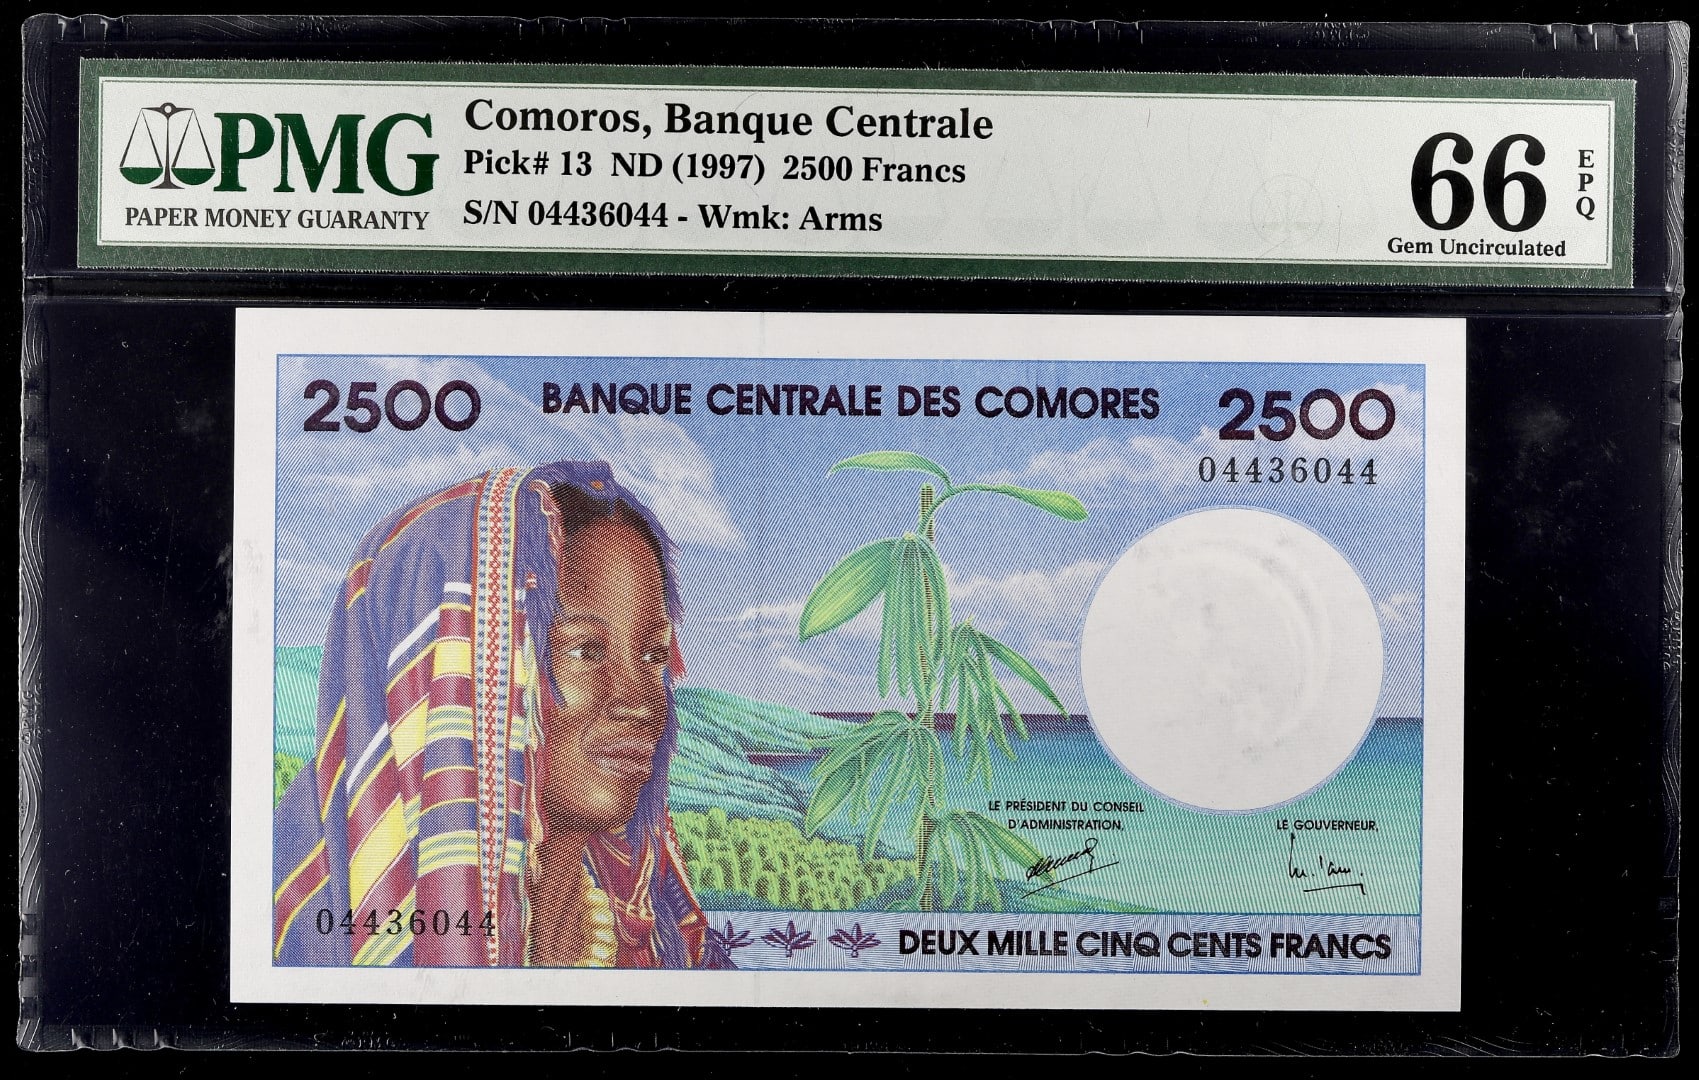 PMG
PAPER MONEY GUARANTY
Comoros, Banque Centrale
Pick# 13 ND (1997) 2500 Francs
S/N 04436044 - Wmk: Arms
66
EPQ
Gem Uncirculated
2500 BANQUE CENTRALE DES COMORES 2500
04436044
LE PRÉSIDENT DU CONSEIL
D'ADMINISTRATION,
LE GOUVERNEUR,
04436044
DEUX MILLE CINQ CENTS FRANCS